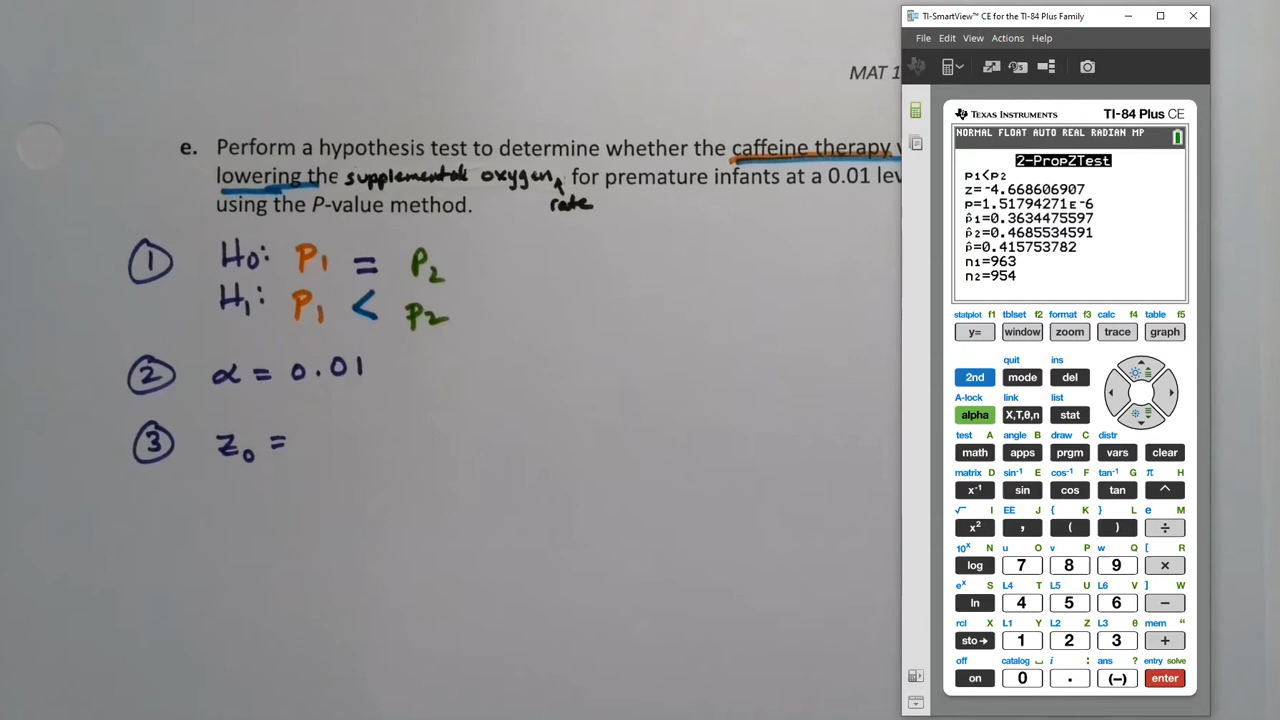 TI-SmartView™ CE for the TI-84 Plus Family
File Edit View Actions Help
MAT 1
e. Perform a hypothesis test to determine whether the caffeine therapy
lowering the supplemental oxygen rate for premature infants at a 0.01 lev
using the P-value method.
① H₀: P₁ = P₂
H₁: P₁ < P₂
② α = 0.01
③ z₀ =
TEXAS INSTRUMENTS TI-84 Plus CE
NORMAL FLOAT AUTO REAL RADIAN MP
2-PropZTest
p₁<p₂
z=-4.668606907
p=1.51794271E-6
p̂₁=0.3634475597
p̂₂=0.4685534591
p̂=0.415753782
n₁=963
n₂=954
statplot f1 tblset f2 format f3 calc f4 table f5
y= window zoom trace graph
quit ins
2nd mode del
A-lock link list
alpha X,T,θ,n stat
test A angle B draw C distr
math apps prgm vars clear
matrix D sin⁻¹ E cos⁻¹ F tan⁻¹ G π H
x⁻¹ sin cos tan ^
√ I EE J { K } L e M
x² , ( ) ÷
10ˣ N u O v P w Q [ R
log 7 8 9 ×
eˣ S L4 T L5 U L6 V ] W
ln 4 5 6 −
rcl X L1 Y L2 Z L3 θ mem “
sto→ 1 2 3 +
off catalog ⎵ i : ans ? entry solve
on 0 . (−) enter